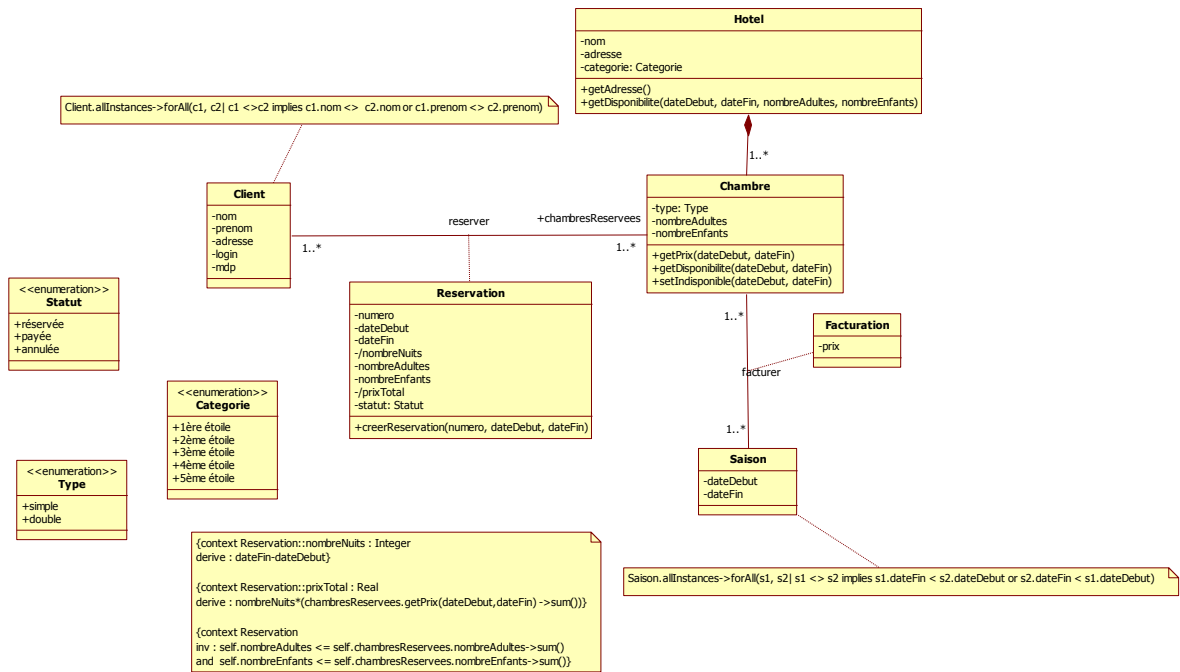 Hotel
-nom
-adresse
-categorie: Categorie
+getAdresse()
+getDisponibilite(dateDebut, dateFin, nombreAdultes, nombreEnfants)
Client.allInstances->forAll(c1, c2| c1 <>c2 implies c1.nom <> c2.nom or c1.prenom <> c2.prenom)
1..*
Client
-nom
-prenom
-adresse
-login
-mdp
reserver
+chambresReservees
1..*
1..*
Chambre
-type: Type
-nombreAdultes
-nombreEnfants
+getPrix(dateDebut, dateFin)
+getDisponibilite(dateDebut, dateFin)
+setIndisponible(dateDebut, dateFin)
<<enumeration>>
Statut
+réservée
+payée
+annulée
Reservation
-numero
-dateDebut
-dateFin
-/nombreNuits
-nombreAdultes
-nombreEnfants
-/prixTotal
-statut: Statut
+creerReservation(numero, dateDebut, dateFin)
1..*
Facturation
-prix
facturer
<<enumeration>>
Categorie
+1ère étoile
+2ème étoile
+3ème étoile
+4ème étoile
+5ème étoile
1..*
<<enumeration>>
Type
+simple
+double
Saison
-dateDebut
-dateFin
{context Reservation::nombreNuits : Integer
derive : dateFin-dateDebut}
{context Reservation::prixTotal : Real
derive : nombreNuits*(chambresReservees.getPrix(dateDebut,dateFin) ->sum())}
{context Reservation
inv : self.nombreAdultes <= self.chambresReservees.nombreAdultes->sum()
and self.nombreEnfants <= self.chambresReservees.nombreEnfants->sum()}
Saison.allInstances->forAll(s1, s2| s1 <> s2 implies s1.dateFin < s2.dateDebut or s2.dateFin < s1.dateDebut)